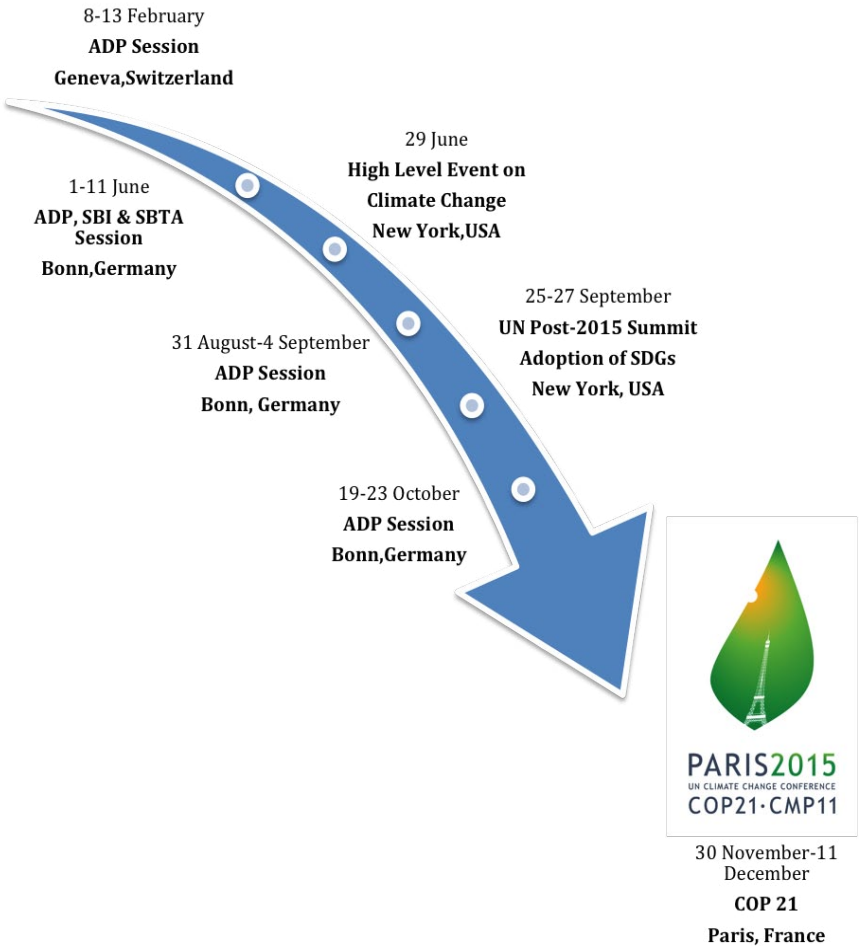 8-13 February
ADP Session
Geneva,Switzerland
1-11 June
ADP, SBI & SBTA
Session
Bonn,Germany
29 June
High Level Event on
Climate Change
New York,USA
31 August-4 September
ADP Session
Bonn, Germany
25-27 September
UN Post-2015 Summit
Adoption of SDGs
New York, USA
19-23 October
ADP Session
Bonn,Germany
PARIS2015
UN CLIMATE CHANGE CONFERENCE
COP21·CMP11
30 November-11
December
COP 21
Paris, France